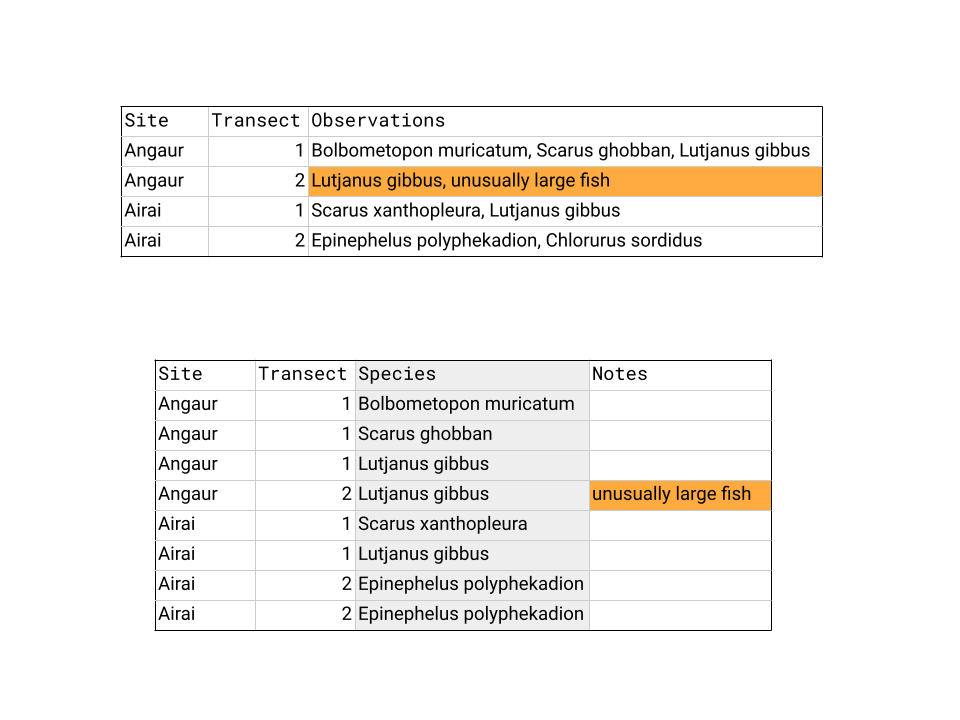 Site Transect Observations
Angaur 1 Bolbometopon muricatum, Scarus ghobban, Lutjanus gibbus
Angaur 2 Lutjanus gibbus, unusually large fish
Airai 1 Scarus xanthopleura, Lutjanus gibbus
Airai 2 Epinephelus polyphekadion, Chlorurus sordidus
Site Transect Species Notes
Angaur 1 Bolbometopon muricatum
Angaur 1 Scarus ghobban
Angaur 1 Lutjanus gibbus
Angaur 2 Lutjanus gibbus unusually large fish
Airai 1 Scarus xanthopleura
Airai 1 Lutjanus gibbus
Airai 2 Epinephelus polyphekadion
Airai 2 Epinephelus polyphekadion